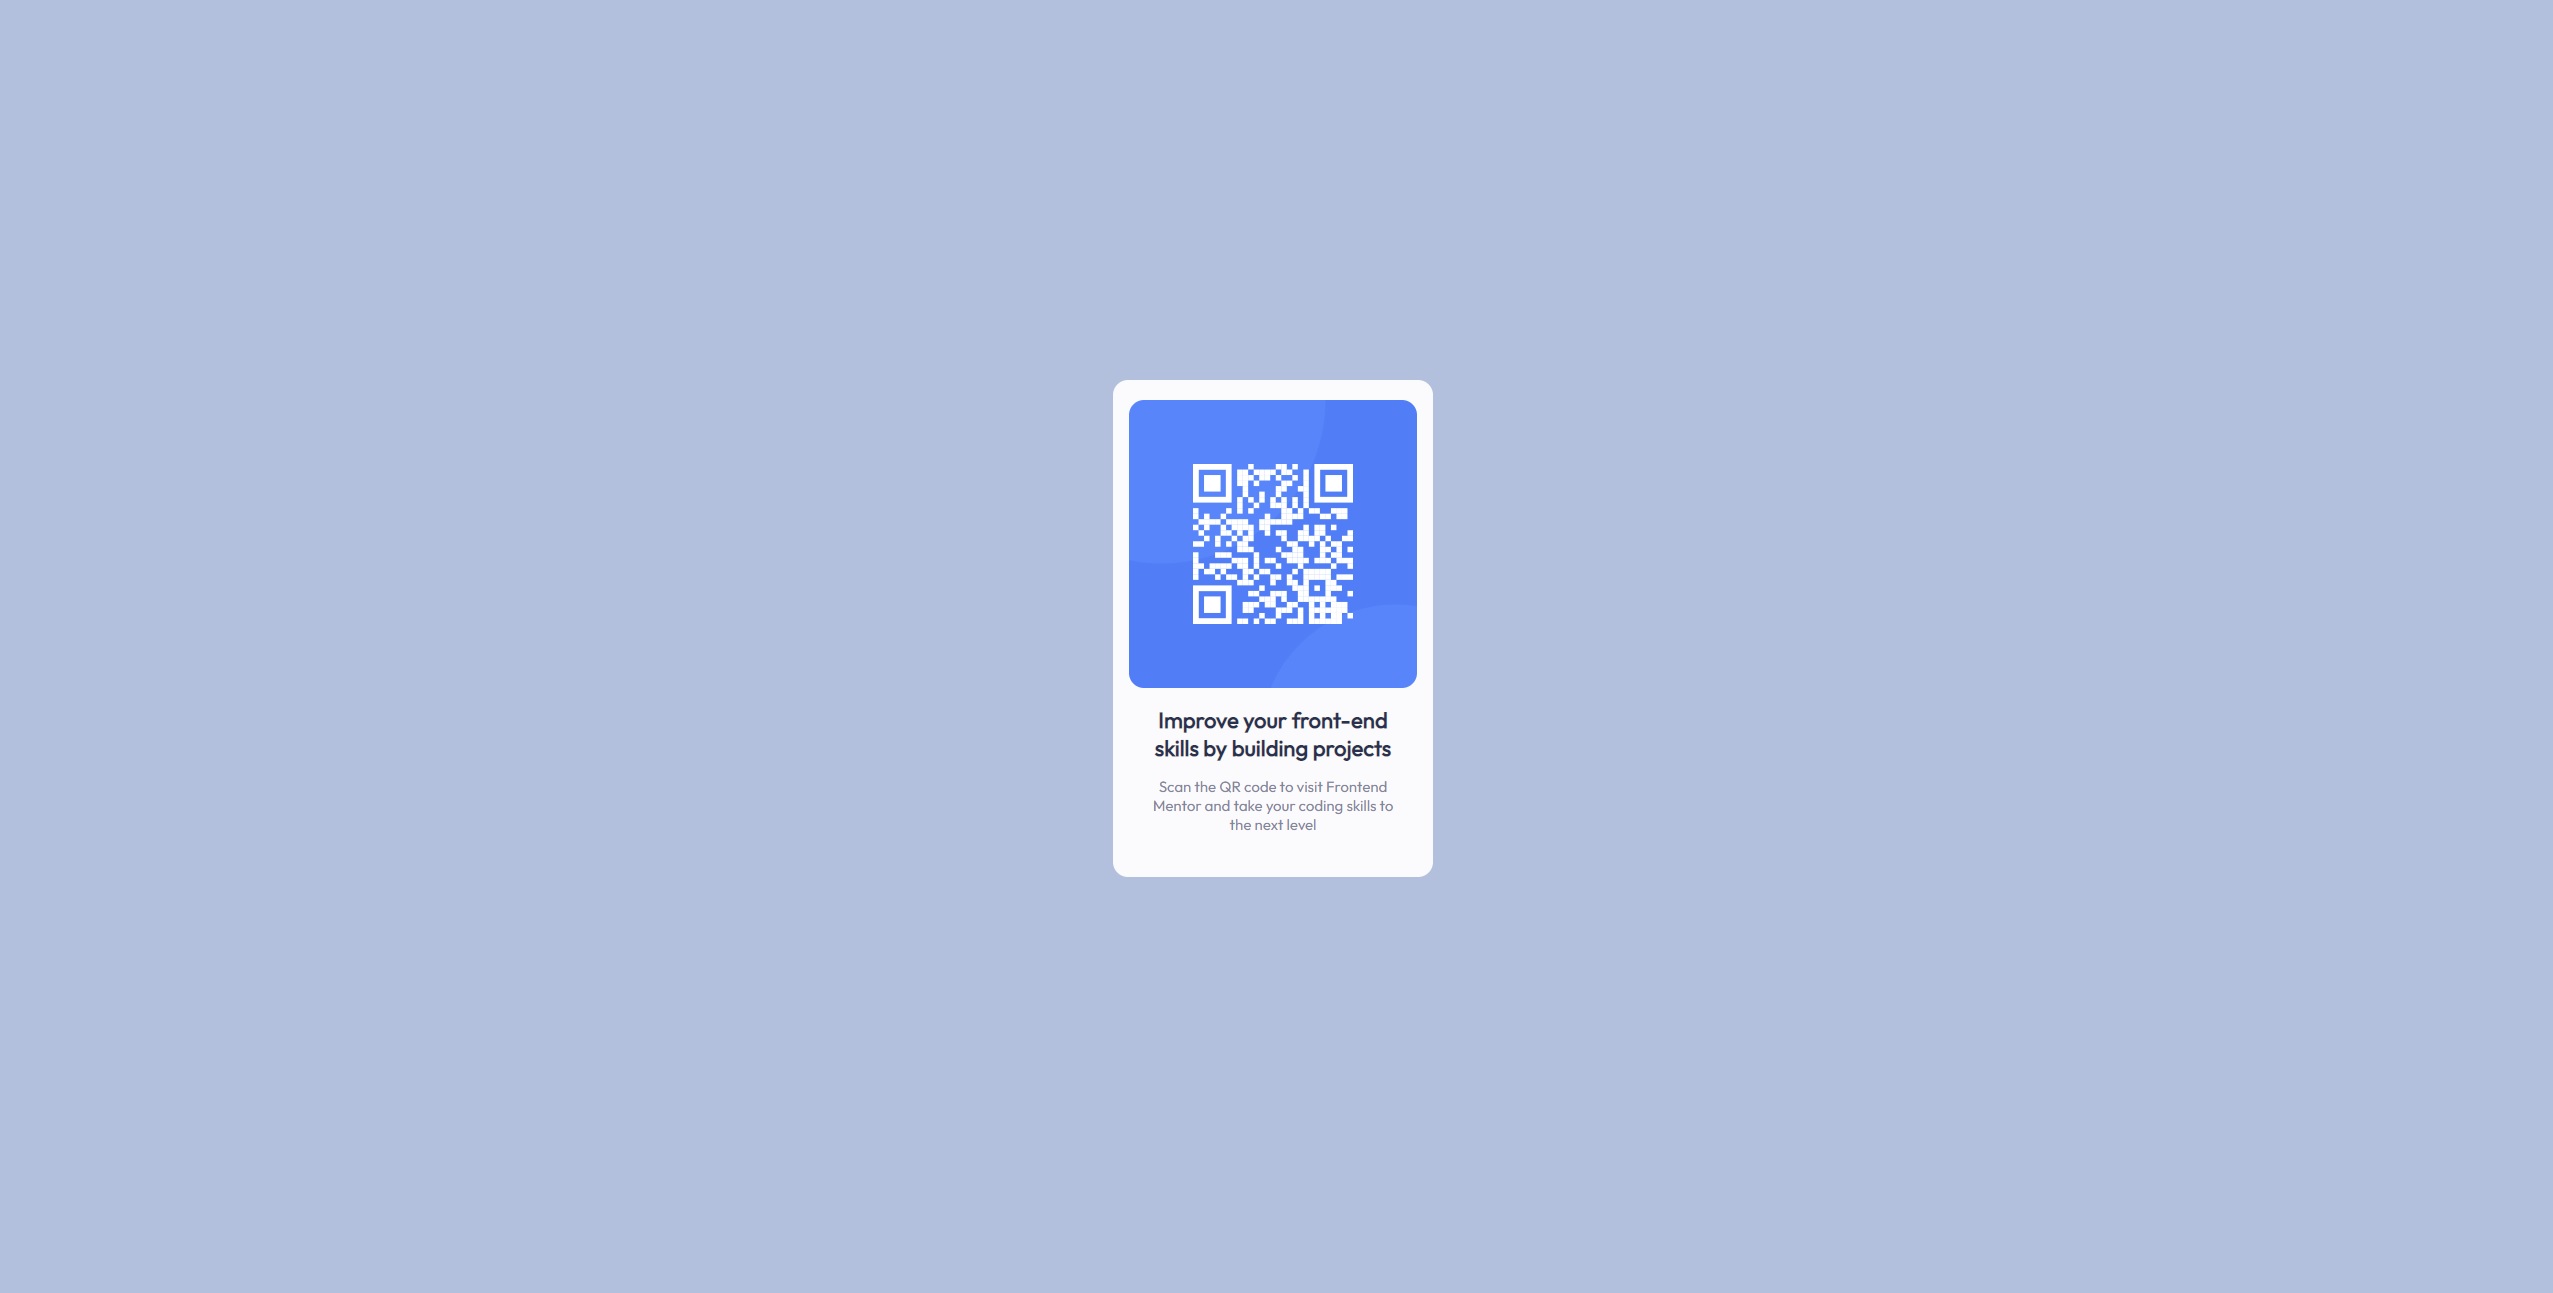 Improve your front-end
skills by building projects
Scan the QR code to visit Frontend
Mentor and take your coding skills to
the next level